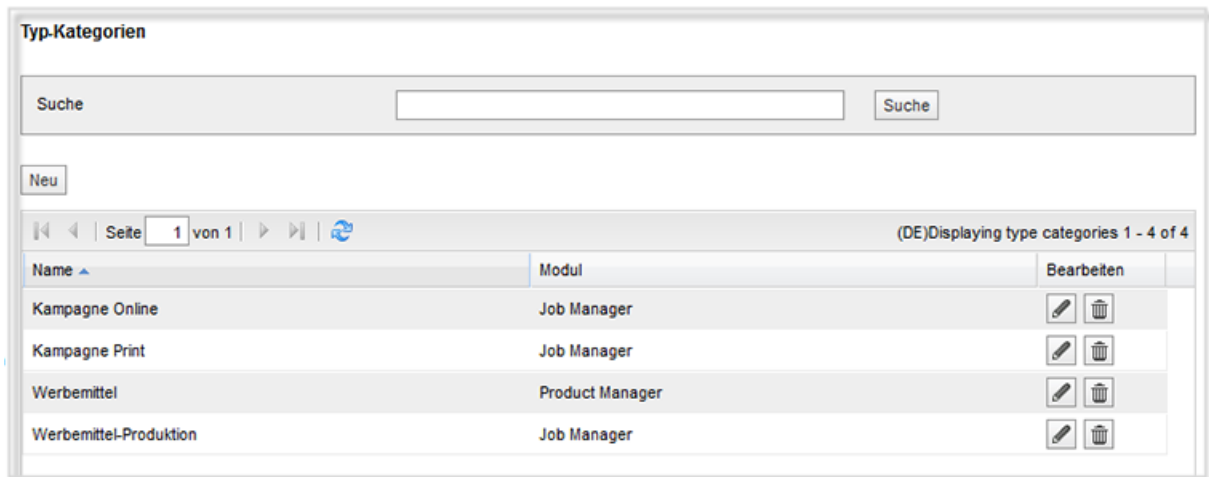 Typ-Kategorien
Suche Suche
Neu
Seite 1 von 1 (DE)Displaying type categories 1 - 4 of 4
Name Modul Bearbeiten
Kampagne Online Job Manager
Kampagne Print Job Manager
Werbemittel Product Manager
Werbemittel-Produktion Job Manager